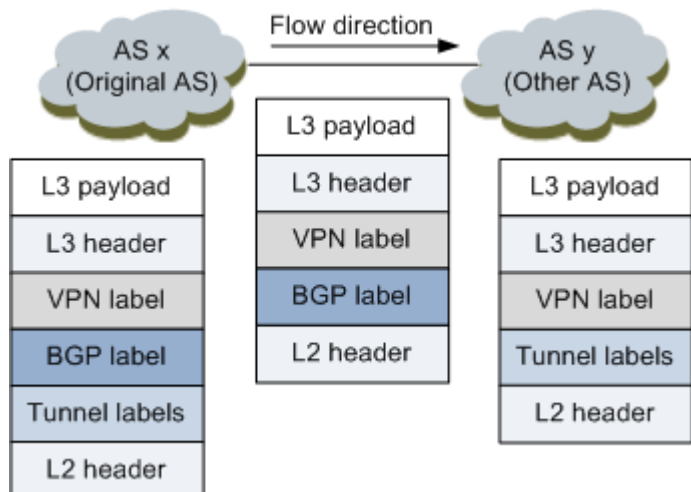 AS x
(Original AS)
Flow direction
AS y
(Other AS)
L3 payload
L3 header
VPN label
BGP label
Tunnel labels
L2 header
L3 payload
L3 header
VPN label
BGP label
L2 header
L3 payload
L3 header
VPN label
Tunnel labels
L2 header